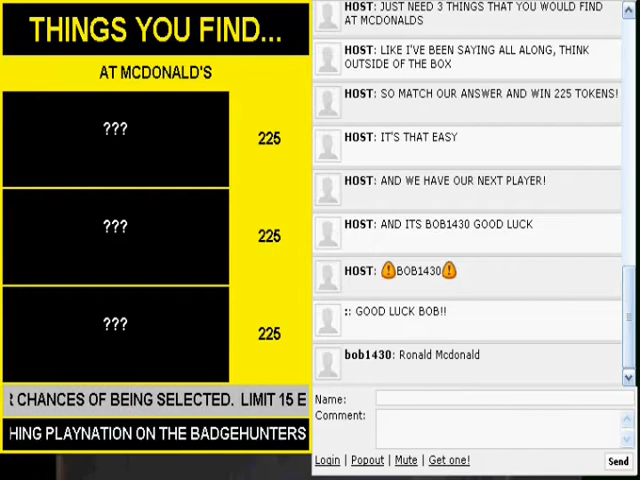 THINGS YOU FIND...
AT MCDONALD'S
???
225
???
225
???
225
CHANCES OF BEING SELECTED. LIMIT 15 E
HING PLAYNATION ON THE BADGEHUNTERS
HOST: JUST NEED 3 THINGS THAT YOU WOULD FIND
AT MCDONALDS
HOST: LIKE I'VE BEEN SAYING ALL ALONG, THINK
OUTSIDE OF THE BOX
HOST: SO MATCH OUR ANSWER AND WIN 225 TOKENS!
HOST: IT'S THAT EASY
HOST: AND WE HAVE OUR NEXT PLAYER!
HOST: AND ITS BOB1430 GOOD LUCK
HOST: BOB1430
:: GOOD LUCK BOB!!
bob1430: Ronald Mcdonald
Name:
Comment:
Login | Popout | Mute | Get one!
Send